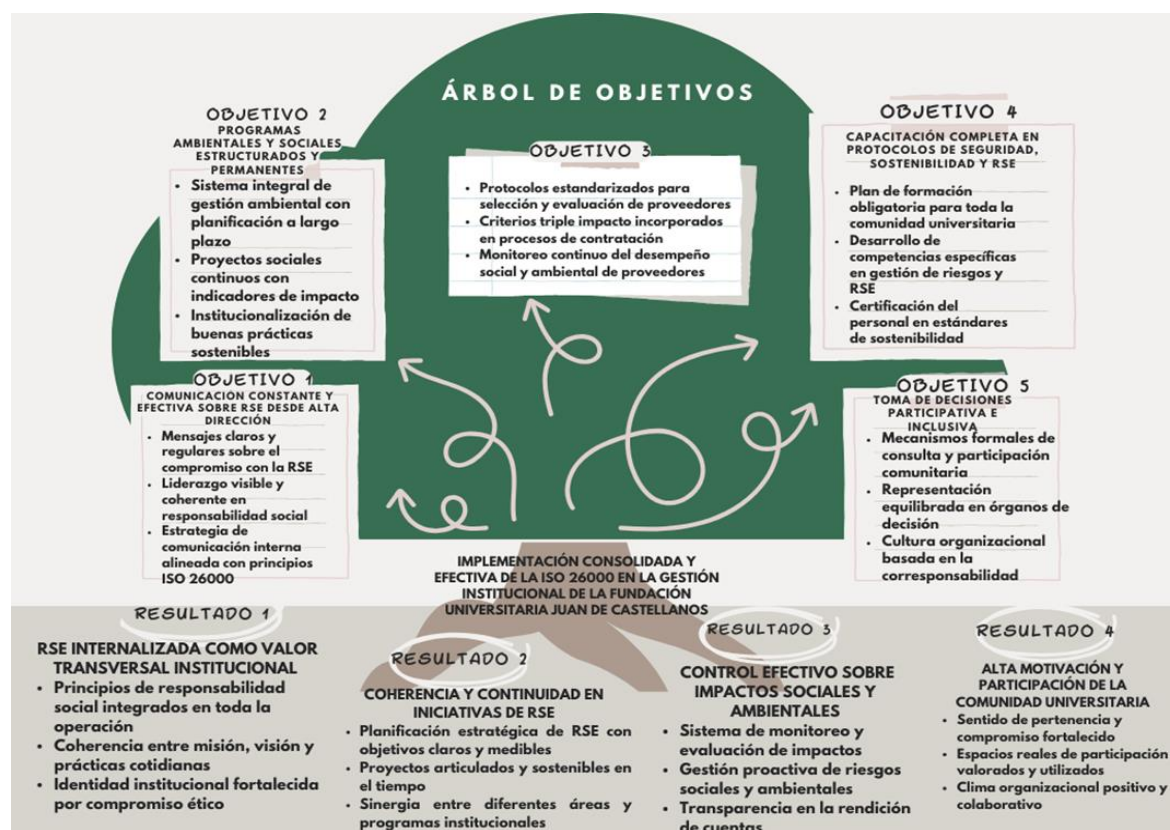 ÁRBOL DE OBJETIVOS
OBJETIVO 2
PROGRAMAS
AMBIENTALES Y SOCIALES
ESTRUCTURADOS Y
PERMANENTES
• Sistema integral de
gestión ambiental con
planificación a largo
plazo
• Proyectos sociales
continuos con
indicadores de impacto
• Institucionalización de
buenas prácticas
sostenibles
OBJETIVO 3
• Protocolos estandarizados para
selección y evaluación de proveedores
• Criterios triple impacto incorporados
en procesos de contratación
• Monitoreo continuo del desempeño
social y ambiental de proveedores
OBJETIVO 4
CAPACITACIÓN COMPLETA EN
PROTOCOLOS DE SEGURIDAD,
SOSTENIBILIDAD Y RSE
• Plan de formación
obligatoria para toda la
comunidad universitaria
• Desarrollo de
competencias específicas
en gestión de riesgos y
RSE
• Certificación del
personal en estándares
de sostenibilidad
OBJETIVO 1
COMUNICACIÓN CONSTANTE Y
EFECTIVA SOBRE RSE DESDE ALTA
DIRECCIÓN
• Mensajes claros y
regulares sobre el
compromiso con la RSE
• Liderazgo visible y
coherente en
responsabilidad social
• Estrategia de
comunicación interna
alineada con principios
ISO 26000
OBJETIVO 5
TOMA DE DECISIONES
PARTICIPATIVA E
INCLUSIVA
• Mecanismos formales de
consulta y participación
comunitaria
• Representación
equilibrada en órganos de
decisión
• Cultura organizacional
basada en la
corresponsabilidad
IMPLEMENTACIÓN CONSOLIDADA Y
EFECTIVA DE LA ISO 26000 EN LA GESTIÓN
INSTITUCIONAL DE LA FUNDACIÓN
UNIVERSITARIA JUAN DE CASTELLANOS
RESULTADO 1
RSE INTERNALIZADA COMO VALOR
TRANSVERSAL INSTITUCIONAL
• Principios de responsabilidad
social integrados en toda la
operación
• Coherencia entre misión, visión y
prácticas cotidianas
• Identidad institucional fortalecida
por compromiso ético
RESULTADO 2
COHERENCIA Y CONTINUIDAD EN
INICIATIVAS DE RSE
• Planificación estratégica de RSE con
objetivos claros y medibles
• Proyectos articulados y sostenibles en
el tiempo
• Sinergia entre diferentes áreas y
programas institucionales
RESULTADO 3
CONTROL EFECTIVO SOBRE
IMPACTOS SOCIALES Y
AMBIENTALES
• Sistema de monitoreo y
evaluación de impactos
• Gestión proactiva de riesgos
sociales y ambientales
• Transparencia en la rendición
de cuentas
RESULTADO 4
ALTA MOTIVACIÓN Y
PARTICIPACIÓN DE LA
COMUNIDAD UNIVERSITARIA
• Sentido de pertenencia y
compromiso fortalecido
• Espacios reales de participación
valorados y utilizados
• Clima organizacional positivo y
colaborativo